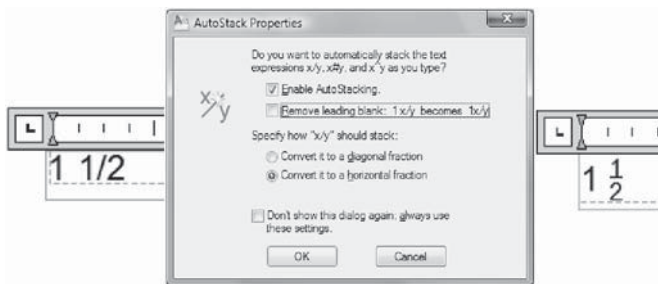 AutoStack Properties
Do you want to automatically stack the text
expressions x/y, x#y, and x^y as you type?
Enable AutoStacking.
Remove leading blank: 1 x/y becomes 1x/y
Specify how "x/y" should stack:
Convert it to a diagonal fraction
Convert it to a horizontal fraction
Don't show this dialog again; always use
these settings.
OK Cancel
x/y
L
1 1/2
L
1 1/2